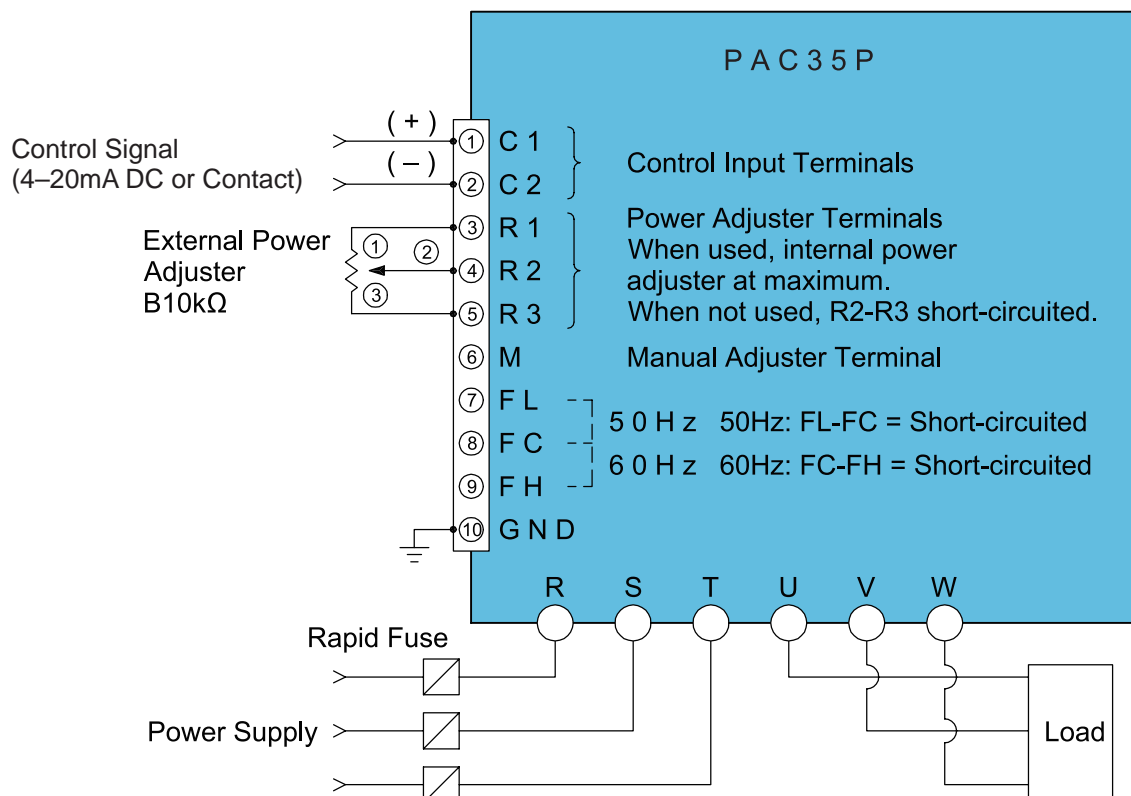 PAC35P
(+)
Control Signal
(4–20mA DC or Contact)
(–)
① C1
② C2
Control Input Terminals
External Power
Adjuster
B10kΩ
①
②
③
③ R1
④ R2
⑤ R3
Power Adjuster Terminals
When used, internal power
adjuster at maximum.
When not used, R2-R3 short-circuited.
⑥ M Manual Adjuster Terminal
⑦ FL
50Hz 50Hz: FL-FC = Short-circuited
⑧ FC
60Hz 60Hz: FC-FH = Short-circuited
⑨ FH
⑩ GND
R S T U V W
Rapid Fuse
Power Supply
Load